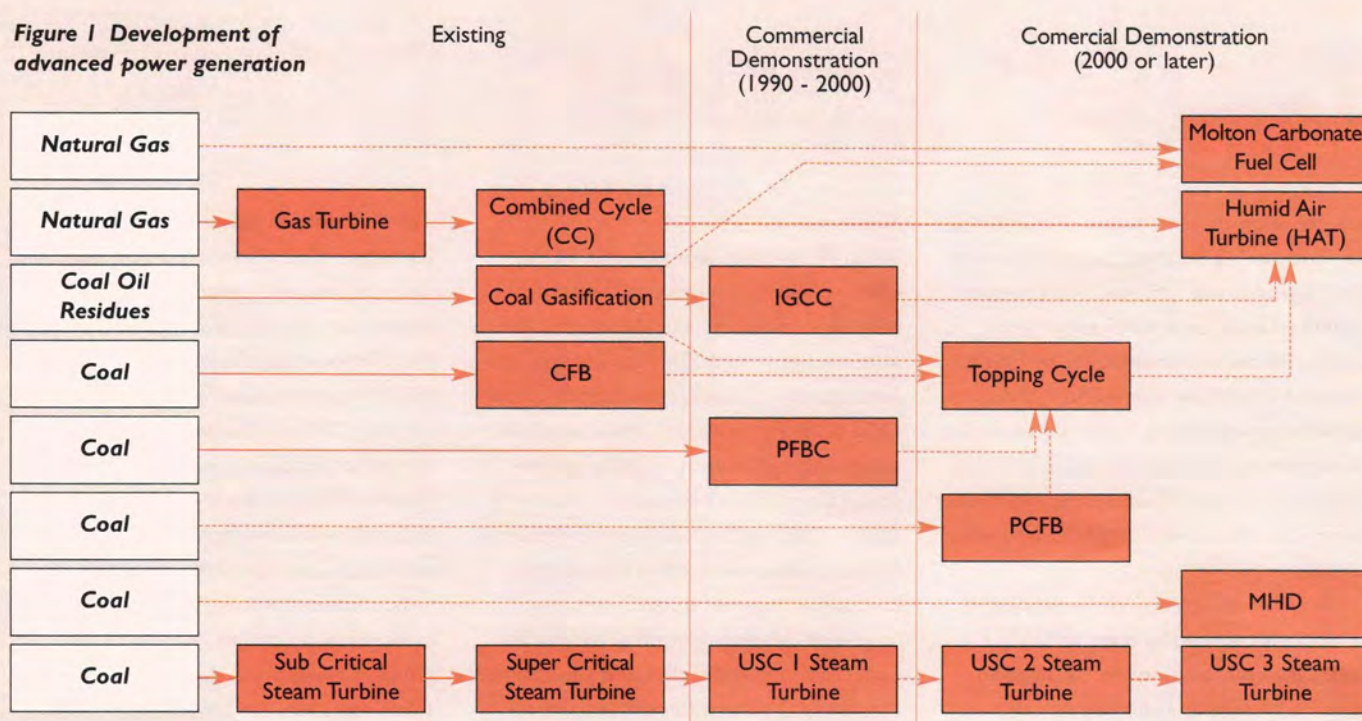 Figure 1 Development of
advanced power generation
Existing
Commercial
Demonstration
(1990 - 2000)
Comercial Demonstration
(2000 or later)
Natural Gas
Molton Carbonate
Fuel Cell
Natural Gas
Gas Turbine
Combined Cycle
(CC)
Humid Air
Turbine (HAT)
Coal Oil
Residues
Coal Gasification
IGCC
Coal
CFB
Topping Cycle
Coal
PFBC
Coal
PCFB
Coal
MHD
Coal
Sub Critical
Steam Turbine
Super Critical
Steam Turbine
USC 1 Steam
Turbine
USC 2 Steam
Turbine
USC 3 Steam
Turbine